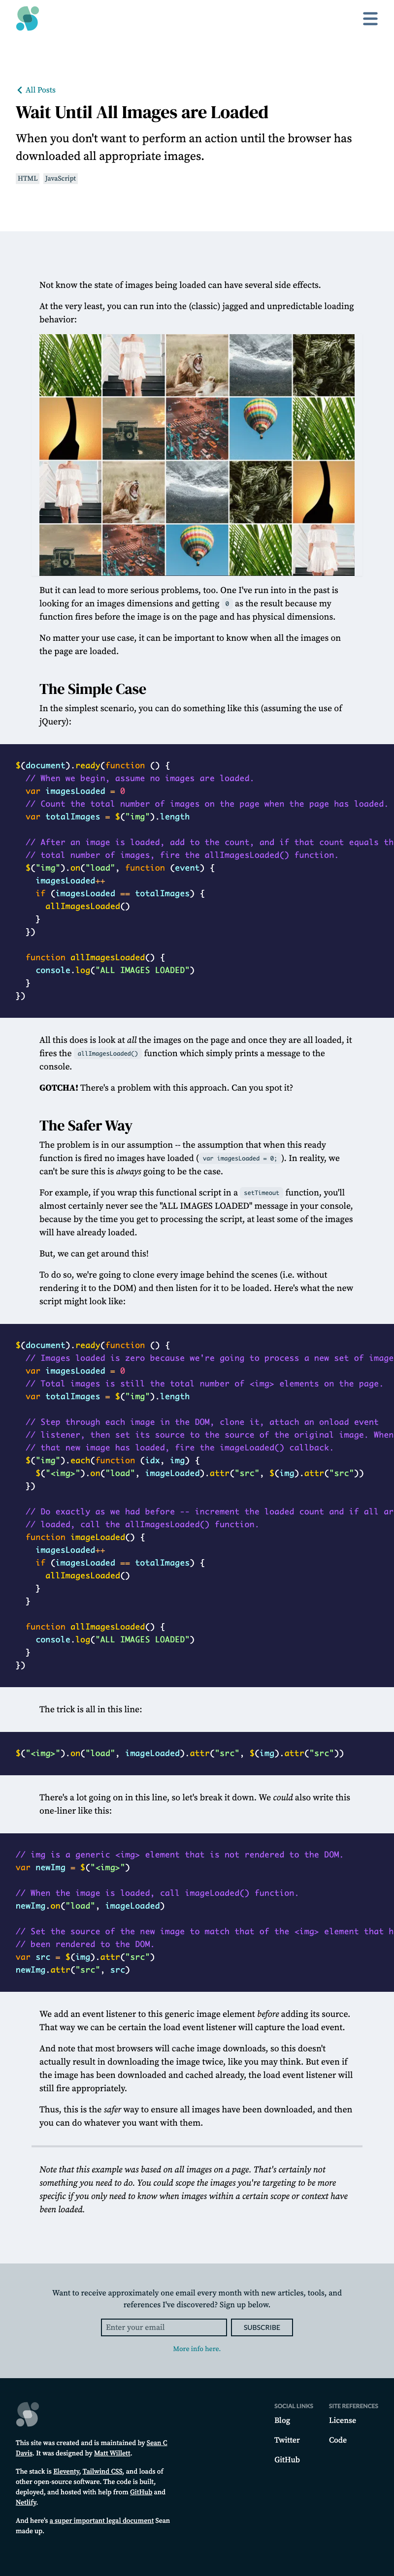 All Posts
Wait Until All Images are Loaded
When you don't want to perform an action until the browser has
downloaded all appropriate images.
HTML JavaScript
Not know the state of images being loaded can have several side effects.
At the very least, you can run into the (classic) jagged and unpredictable loading
behavior:
But it can lead to more serious problems, too. One I've run into in the past is
looking for an images dimensions and getting 0 as the result because my
function fires before the image is on the page and has physical dimensions.
No matter your use case, it can be important to know when all the images on
the page are loaded.
The Simple Case
In the simplest scenario, you can do something like this (assuming the use of
jQuery):
$(document).ready(function () {
  // When we begin, assume no images are loaded.
  var imagesLoaded = 0
  // Count the total number of images on the page when the page has loaded.
  var totalImages = $("img").length
  // After an image is loaded, add to the count, and if that count equals th
  // total number of images, fire the allImagesLoaded() function.
  $("img").on("load", function (event) {
    imagesLoaded++
    if (imagesLoaded == totalImages) {
      allImagesLoaded()
    }
  })
  function allImagesLoaded() {
    console.log("ALL IMAGES LOADED")
  }
})
All this does is look at all the images on the page and once they are all loaded, it
fires the allImagesLoaded() function which simply prints a message to the
console.
GOTCHA! There's a problem with this approach. Can you spot it?
The Safer Way
The problem is in our assumption -- the assumption that when this ready
function is fired no images have loaded ( var imagesLoaded = 0; ). In reality, we
can't be sure this is always going to be the case.
For example, if you wrap this functional script in a setTimeout function, you'll
almost certainly never see the "ALL IMAGES LOADED" message in your console,
because by the time you get to processing the script, at least some of the images
will have already loaded.
But, we can get around this!
To do so, we're going to clone every image behind the scenes (i.e. without
rendering it to the DOM) and then listen for it to be loaded. Here's what the new
script might look like:
$(document).ready(function () {
  // Images loaded is zero because we're going to process a new set of image
  var imagesLoaded = 0
  // Total images is still the total number of <img> elements on the page.
  var totalImages = $("img").length
  // Step through each image in the DOM, clone it, attach an onload event
  // listener, then set its source to the source of the original image. When
  // that new image has loaded, fire the imageLoaded() callback.
  $("img").each(function (idx, img) {
    $("<img>").on("load", imageLoaded).attr("src", $(img).attr("src"))
  })
  // Do exactly as we had before -- increment the loaded count and if all ar
  // loaded, call the allImagesLoaded() function.
  function imageLoaded() {
    imagesLoaded++
    if (imagesLoaded == totalImages) {
      allImagesLoaded()
    }
  }
  function allImagesLoaded() {
    console.log("ALL IMAGES LOADED")
  }
})
The trick is all in this line:
$("<img>").on("load", imageLoaded).attr("src", $(img).attr("src"))
There's a lot going on in this line, so let's break it down. We could also write this
one-liner like this:
// img is a generic <img> element that is not rendered to the DOM.
var newImg = $("<img>")
// When the image is loaded, call imageLoaded() function.
newImg.on("load", imageLoaded)
// Set the source of the new image to match that of the <img> element that h
// been rendered to the DOM.
var src = $(img).attr("src")
newImg.attr("src", src)
We add an event listener to this generic image element before adding its source.
That way we can be certain the load event listener will capture the load event.
And note that most browsers will cache image downloads, so this doesn't
actually result in downloading the image twice, like you may think. But even if
the image has been downloaded and cached already, the load event listener will
still fire appropriately.
Thus, this is the safer way to ensure all images have been downloaded, and then
you can do whatever you want with them.
Note that this example was based on all images on a page. That's certainly not
something you need to do. You could scope the images you're targeting to be more
specific if you only need to know when images within a certain scope or context have
been loaded.
Want to receive approximately one email every month with new articles, tools, and
references I've discovered? Sign up below.
Enter your email SUBSCRIBE
More info here.
This site was created and is maintained by Sean C
Davis. It was designed by Matt Willett.
The stack is Eleventy, Tailwind CSS, and loads of
other open-source software. The code is built,
deployed, and hosted with help from GitHub and
Netlify.
And here's a super important legal document Sean
made up.
SOCIAL LINKS
Blog
Twitter
GitHub
SITE REFERENCES
License
Code